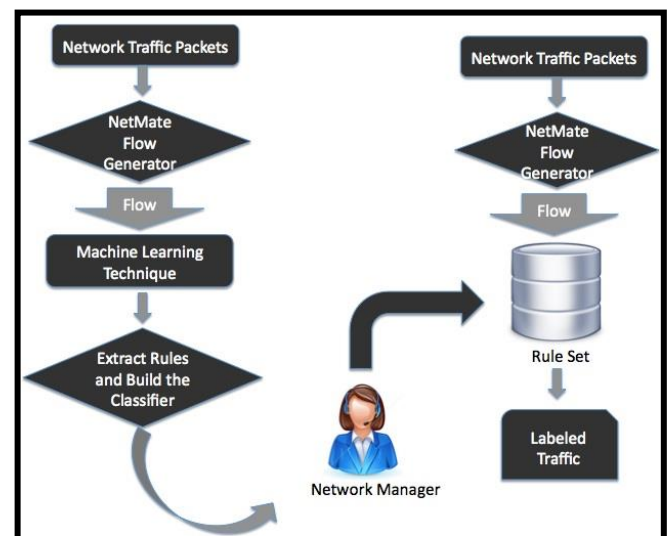 Network Traffic Packets
NetMate
Flow
Generator
Flow
Machine Learning
Technique
Extract Rules
and Build the
Classifier
Network Manager
Network Traffic Packets
NetMate
Flow
Generator
Flow
Rule Set
Labeled
Traffic